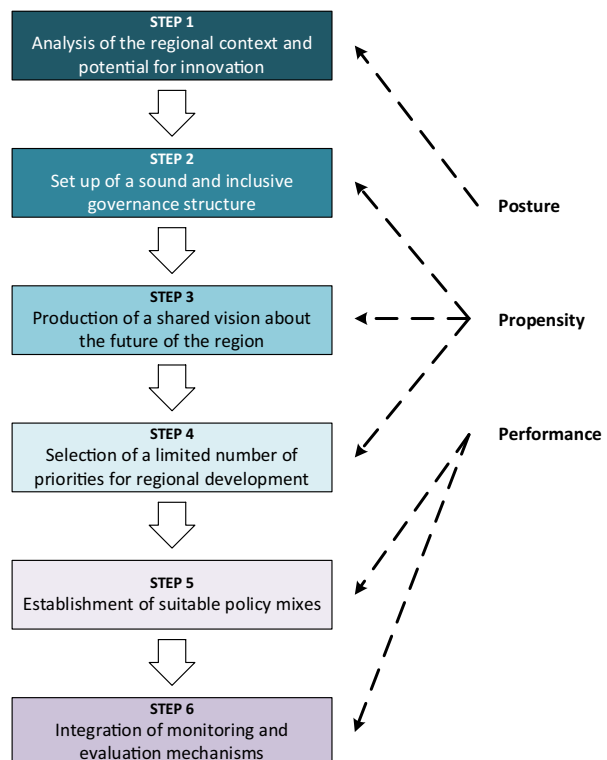 STEP 1
Analysis of the regional context and
potential for innovation
STEP 2
Set up of a sound and inclusive
governance structure
Posture
STEP 3
Production of a shared vision about
the future of the region
Propensity
STEP 4
Selection of a limited number of
priorities for regional development
Performance
STEP 5
Establishment of suitable policy mixes
STEP 6
Integration of monitoring and
evaluation mechanisms